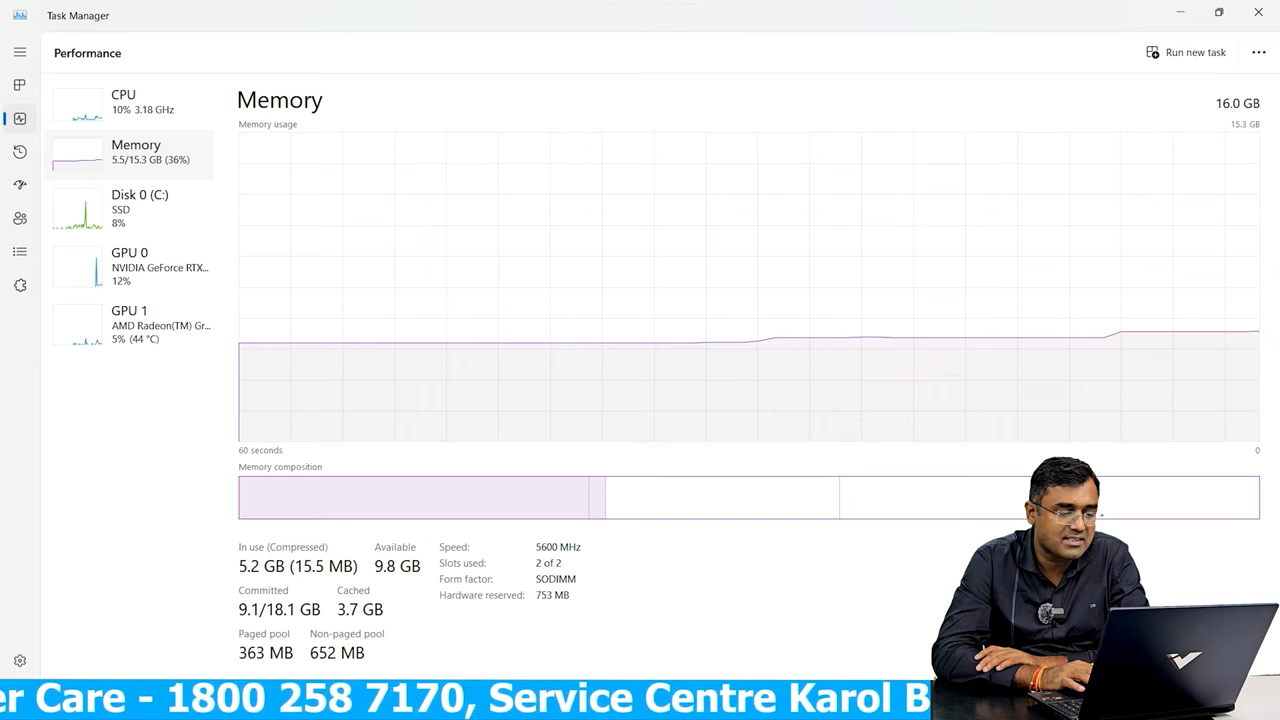 Task Manager
Performance
Run new task
CPU
10% 3.18 GHz
Memory
5.5/15.3 GB (36%)
Disk 0 (C:)
SSD
8%
GPU 0
NVIDIA GeForce RTX...
12%
GPU 1
AMD Radeon(TM) Gr...
5% (44 °C)
Memory
16.0 GB
Memory usage
15.3 GB
60 seconds
0
Memory composition
In use (Compressed)
5.2 GB (15.5 MB)
Available
9.8 GB
Committed
9.1/18.1 GB
Cached
3.7 GB
Paged pool
363 MB
Non-paged pool
652 MB
Speed: 5600 MHz
Slots used: 2 of 2
Form factor: SODIMM
Hardware reserved: 753 MB
er Care - 1800 258 7170, Service Centre Karol B